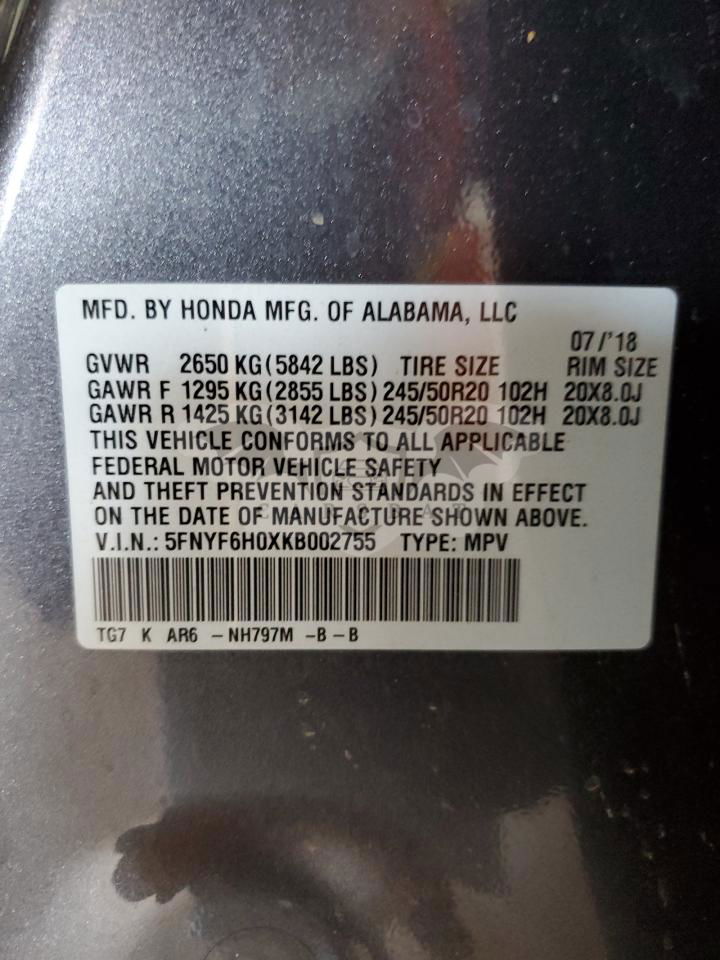 MFD. BY HONDA MFG. OF ALABAMA, LLC
07/'18
GVWR 2650 KG(5842 LBS) TIRE SIZE RIM SIZE
GAWR F 1295 KG(2855 LBS) 245/50R20 102H 20X8.0J
GAWR R 1425 KG(3142 LBS) 245/50R20 102H 20X8.0J
THIS VEHICLE CONFORMS TO ALL APPLICABLE
FEDERAL MOTOR VEHICLE SAFETY
AND THEFT PREVENTION STANDARDS IN EFFECT
ON THE DATE OF MANUFACTURE SHOWN ABOVE.
V.I.N.: 5FNYF6H0XKB002755 TYPE: MPV
TG7 K AR6 -NH797M -B-B